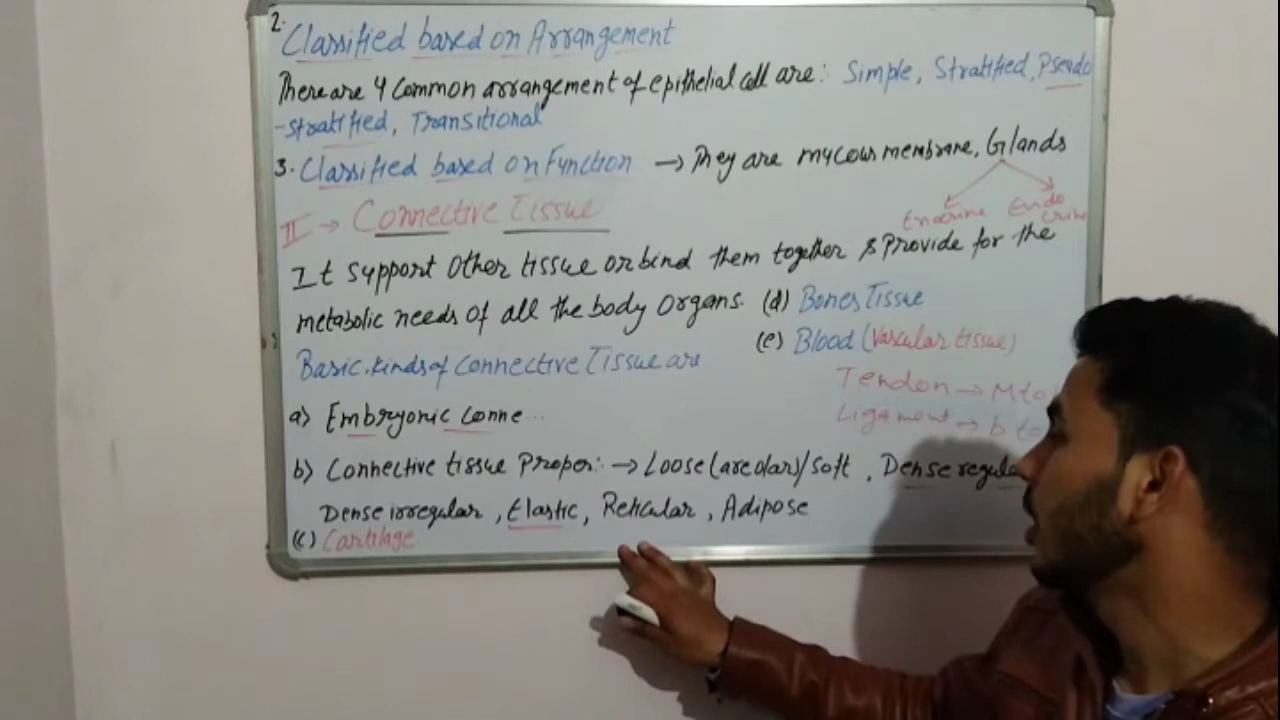 2. Classified based on Arrangement
There are 4 Common arrangement of epithelial cell are: Simple, Stratified, Pseudo
-stratified, Transitional
3. Classified based on Function → They are mycous membrane, Glands
Endo
crine
II → Connective Tissue
It support other tissue or bind them together & Provide for the
metabolic needs of all the body organs. (d) Bones Tissue
(e) Blood (Vascular tissue)
Basic kinds of Connective Tissue are
Tendon → M to
a) Embryonic Conne...
Ligament → b to
b) Connective tissue Proper: → Loose (areolar)/Soft, Dense regula
Dense irregular, Elastic, Reticular, Adipose
(c) Cartilage